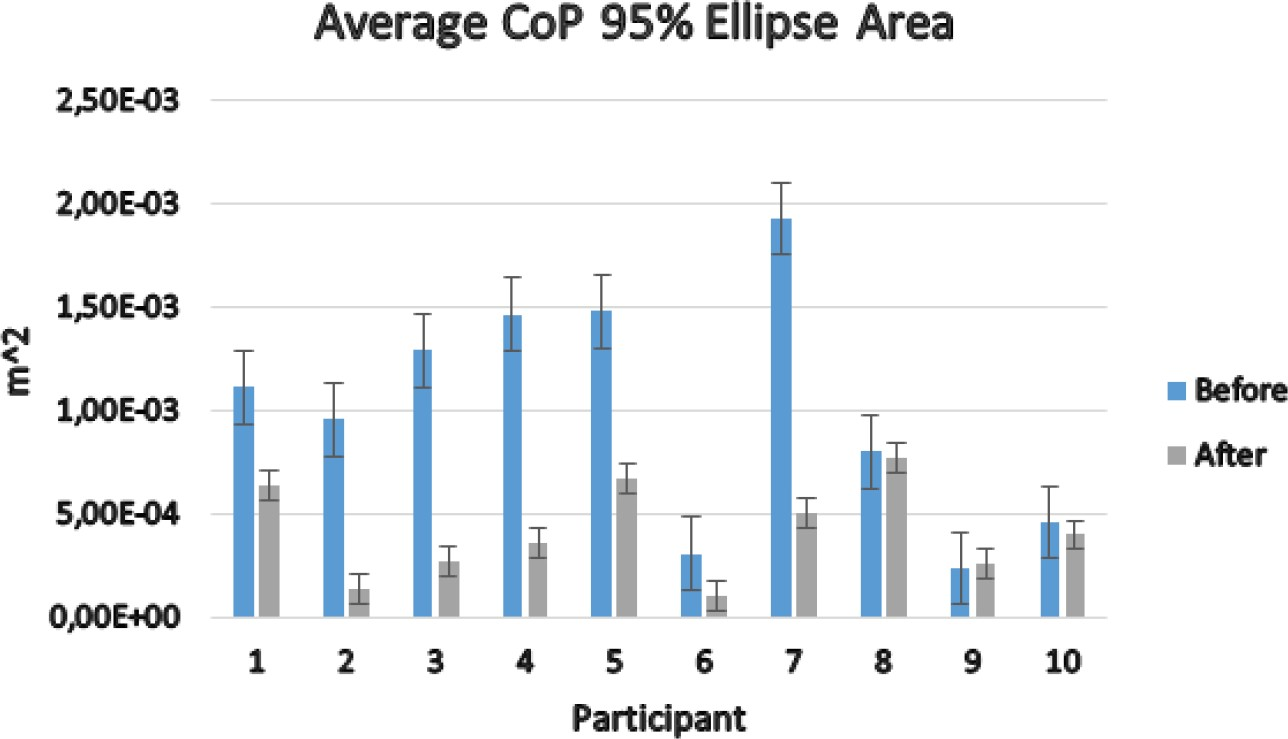 Average CoP 95% Ellipse Area
2,50E-03
2,00E-03
1,50E-03
1,00E-03
5,00E-04
0,00E+00
m^2
1 2 3 4 5 6 7 8 9 10
Participant
Before
After